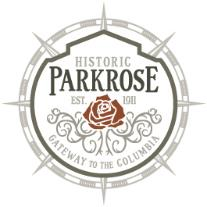 HISTORIC
PARKROSE
EST. 1911
GATEWAY TO THE COLUMBIA